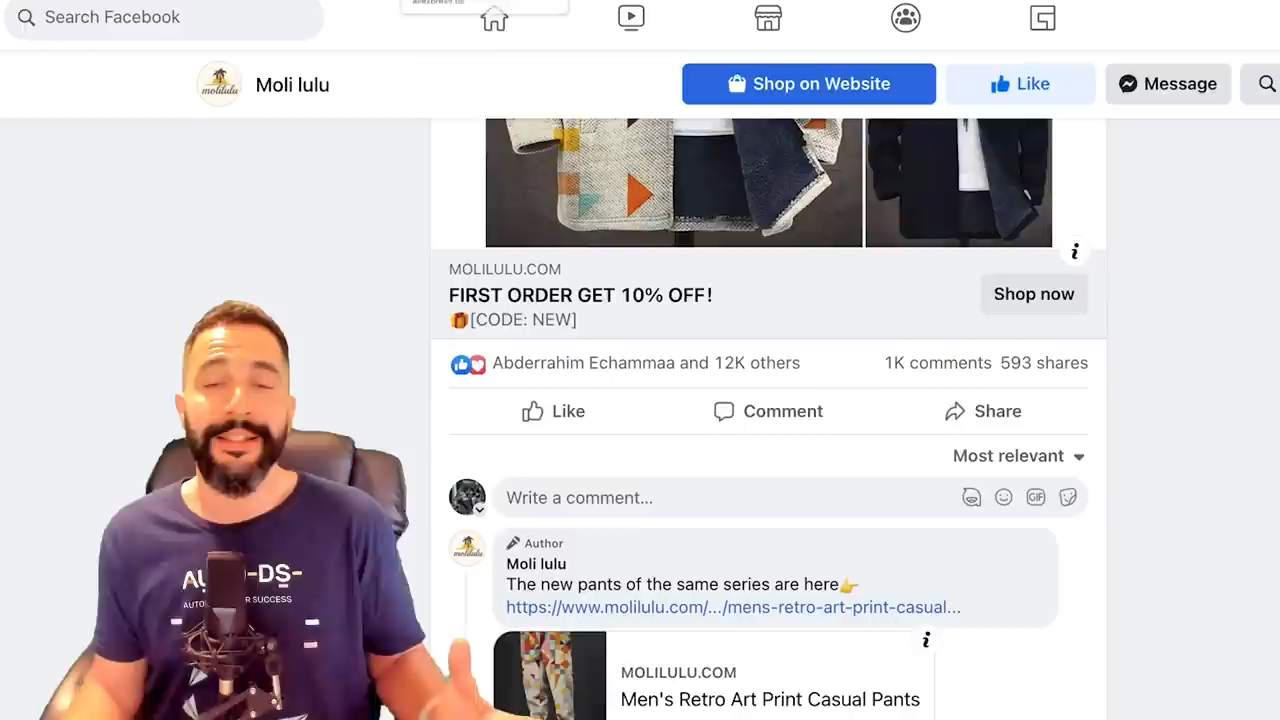 Search Facebook
molilulu
Moli lulu
Shop on Website
Like
Message
MOLILULU.COM
FIRST ORDER GET 10% OFF!
[CODE: NEW]
Shop now
Abderrahim Echammaa and 12K others
1K comments 593 shares
Like
Comment
Share
Most relevant
Write a comment...
GIF
Author
molilulu
Moli lulu
The new pants of the same series are here
https://www.molilulu.com/.../mens-retro-art-print-casual...
MOLILULU.COM
Men's Retro Art Print Casual Pants
-DS-